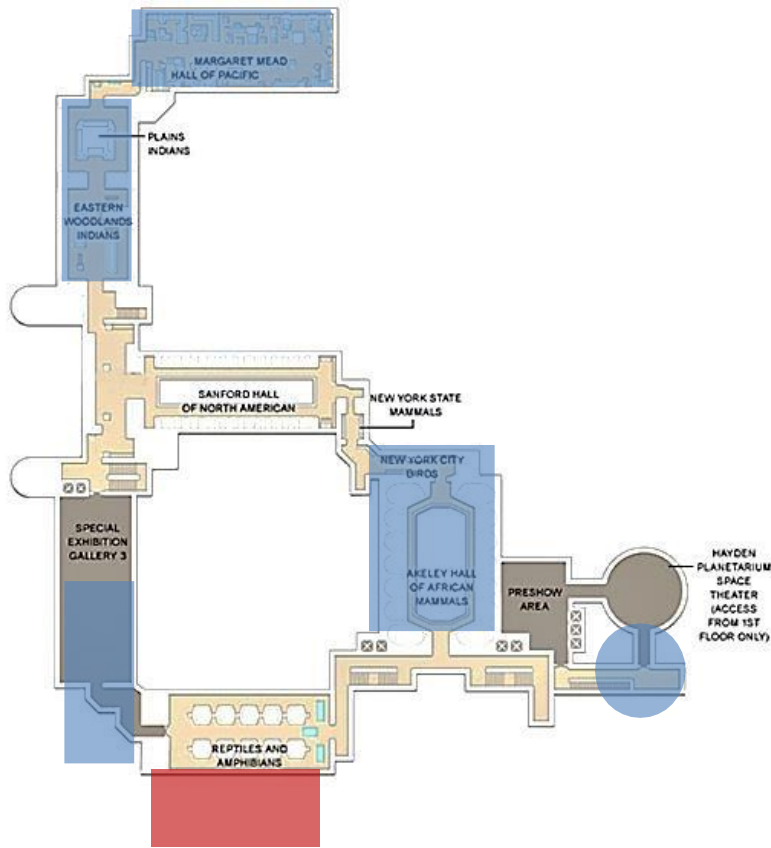 MARGARET MEAD
HALL OF PACIFIC
PLAINS
INDIANS
EASTERN
WOODLANDS
INDIANS
SANFORD HALL
OF NORTH AMERICAN
NEW YORK STATE
MAMMALS
NEW YORK CITY
BIRDS
SPECIAL
EXHIBITION
GALLERY 3
AKELEY HALL
OF AFRICAN
MAMMALS
PRESHOW
AREA
HAYDEN
PLANETARIUM
SPACE
THEATER
(ACCESS
FROM 1ST
FLOOR ONLY)
REPTILES AND
AMPHIBIANS